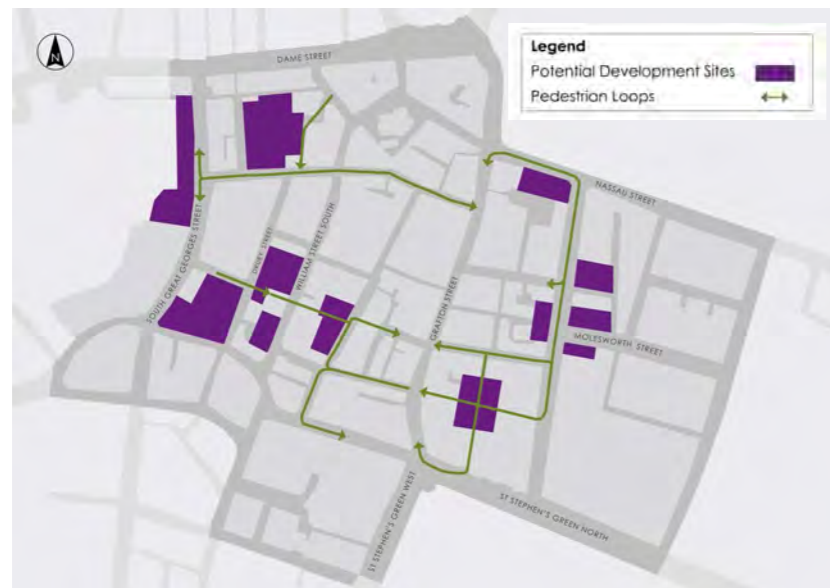 N
DAME STREET
Legend
Potential Development Sites
Pedestrian Loops
NASSAU STREET
SOUTH GREAT GEORGES STREET
DRURY STREET
WILLIAM STREET SOUTH
GRAFTON STREET
MOLESWORTH STREET
ST STEPHEN'S GREEN WEST
ST STEPHEN'S GREEN NORTH